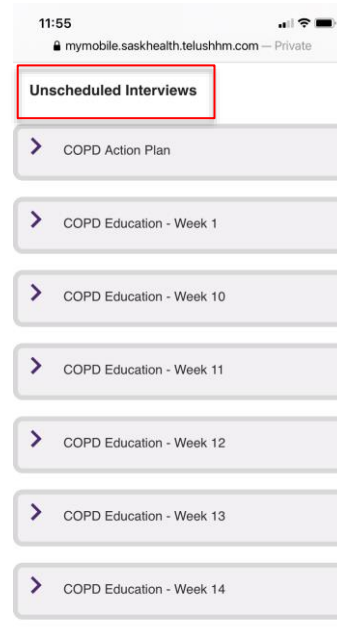 11:55
mymobile.saskhealth.telushhm.com — Private
Unscheduled Interviews
COPD Action Plan
COPD Education - Week 1
COPD Education - Week 10
COPD Education - Week 11
COPD Education - Week 12
COPD Education - Week 13
COPD Education - Week 14